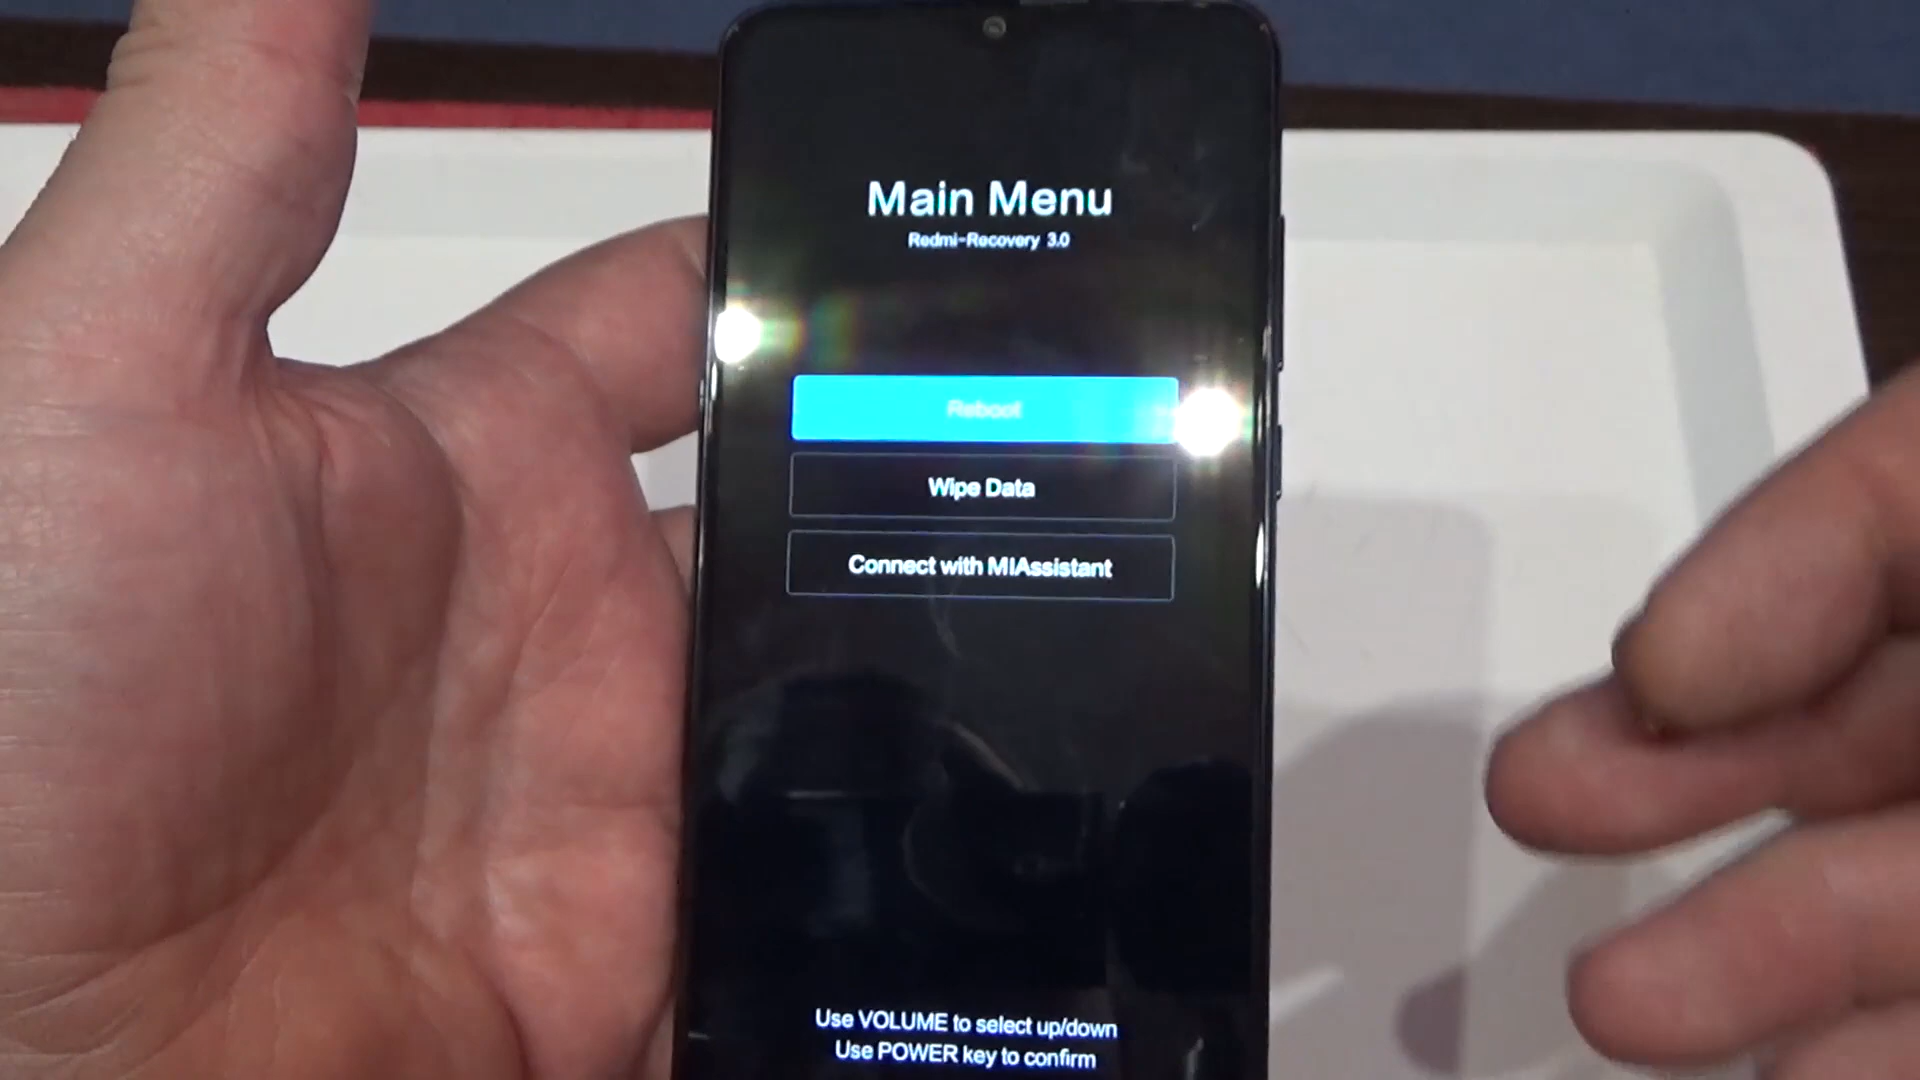 Main Menu
Redmi-Recovery 3.0
Reboot
Wipe Data
Connect with MIAssistant
Use VOLUME to select up/down
Use POWER key to confirm